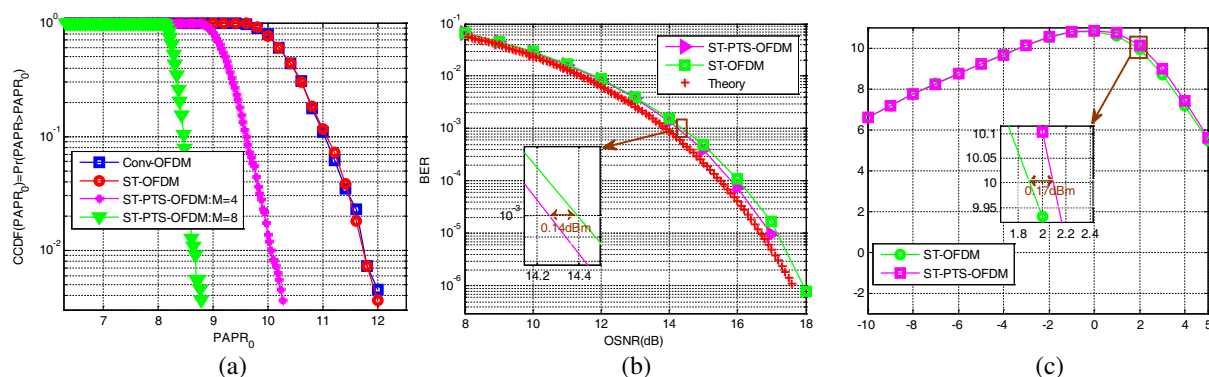 10^0
10^-1
10^-2
7 8 9 10 11 12
PAPR_0
CCDF(PAPR_0)=Pr(PAPR>PAPR_0)
Conv-OFDM
ST-OFDM
ST-PTS-OFDM:M=4
ST-PTS-OFDM:M=8
(a)
10^-1
10^-2
10^-3
10^-4
10^-5
10^-6
8 10 12 14 16 18
OSNR(dB)
BER
ST-PTS-OFDM
ST-OFDM
Theory
10^-3
0.14dBm
14.2 14.4
(b)
10
8
6
4
2
0
-2
-10 -8 -6 -4 -2 0 2 4 5
10.1
10.05
10
9.95
0.17dBm
1.8 2 2.2 2.4
ST-OFDM
ST-PTS-OFDM
(c)